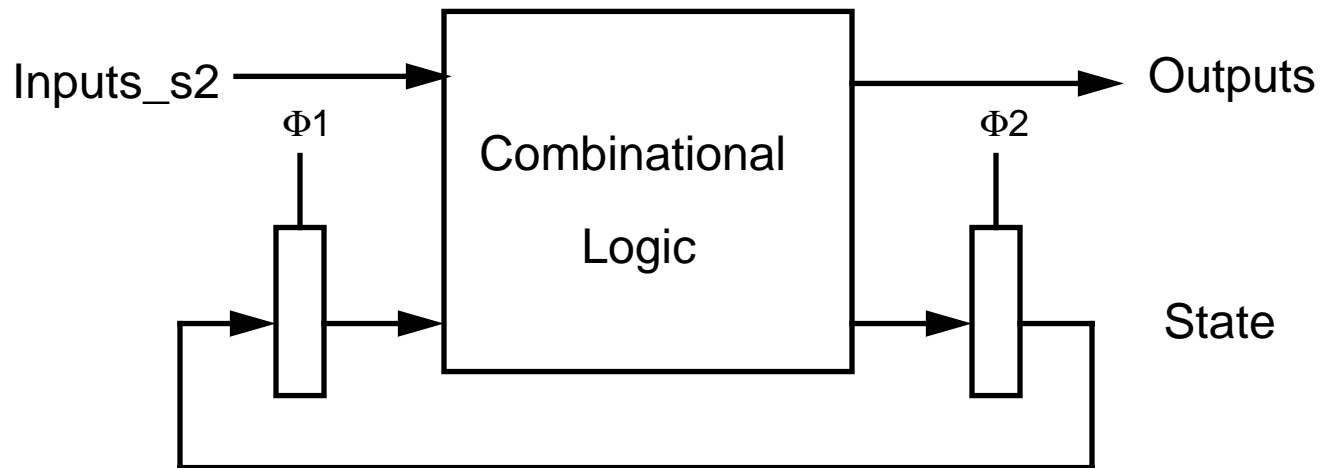 Inputs_s2
Φ1
Combinational
Logic
Outputs
Φ2
State